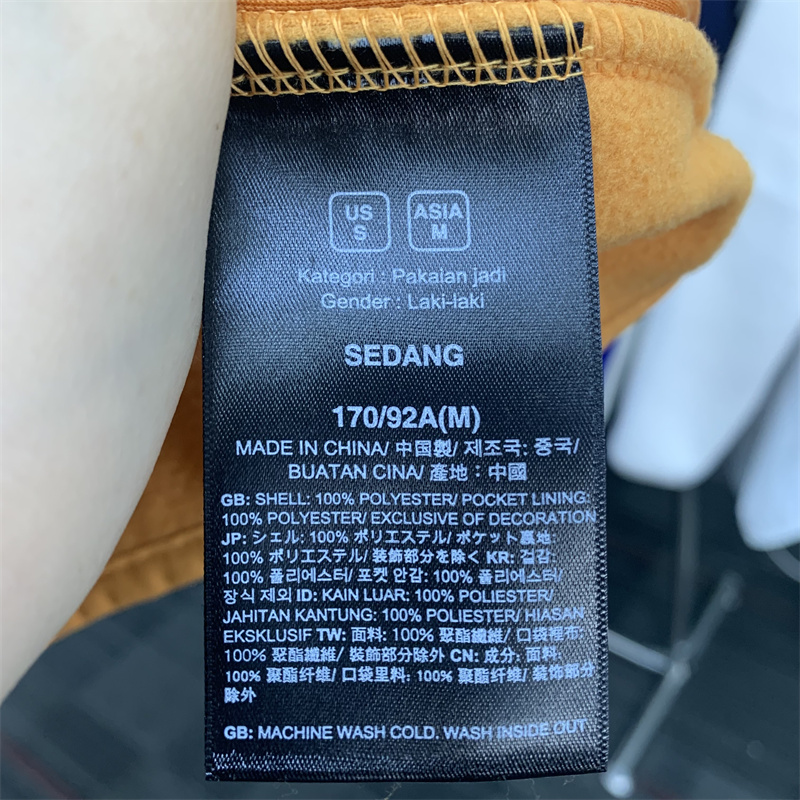 US
S
ASIA
M
Kategori : Pakaian jadi
Gender : Laki-laki
SEDANG
170/92A(M)
MADE IN CHINA/ 中国製/ 제조국: 중국/
BUATAN CINA/ 產地：中國
GB: SHELL: 100% POLYESTER/ POCKET LINING:
100% POLYESTER/ EXCLUSIVE OF DECORATION
JP: シェル: 100% ポリエステル/ ポケット裏地:
100% ポリエステル/ 装飾部分を除く KR: 겉감:
100% 폴리에스터/ 포켓 안감: 100% 폴리에스터/
장식 제외 ID: KAIN LUAR: 100% POLIESTER/
JAHITAN KANTUNG: 100% POLIESTER/ HIASAN
EKSKLUSIF TW: 面料: 100% 聚酯纖維/ 口袋裡布:
100% 聚酯纖維/ 裝飾部分除外 CN: 成分: 面料:
100% 聚酯纤维/ 口袋里料: 100% 聚酯纤维/ 装饰部分
除外
GB: MACHINE WASH COLD. WASH INSIDE OUT